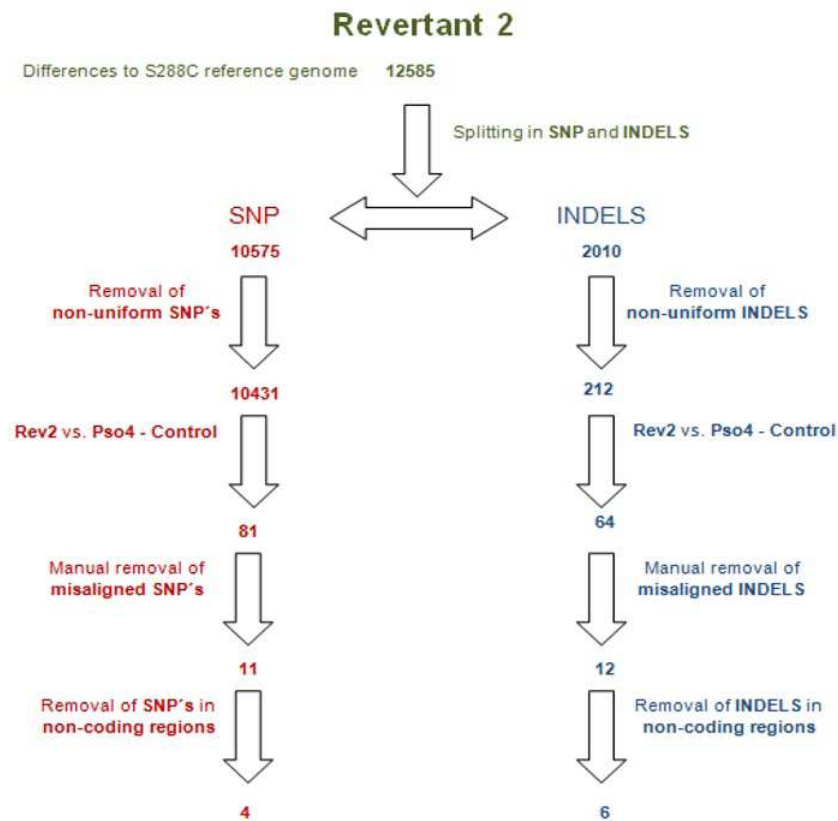 Revertant 2
Differences to S288C reference genome 12585
Splitting in SNP and INDELS
SNP INDELS
10575 2010
Removal of
non-uniform SNP´s
Removal of
non-uniform INDELS
10431 212
Rev2 vs. Pso4 - Control Rev2 vs. Pso4 - Control
81 64
Manual removal of
misaligned SNP´s
Manual removal of
misaligned INDELS
11 12
Removal of SNP´s in
non-coding regions
Removal of INDELS in
non-coding regions
4 6